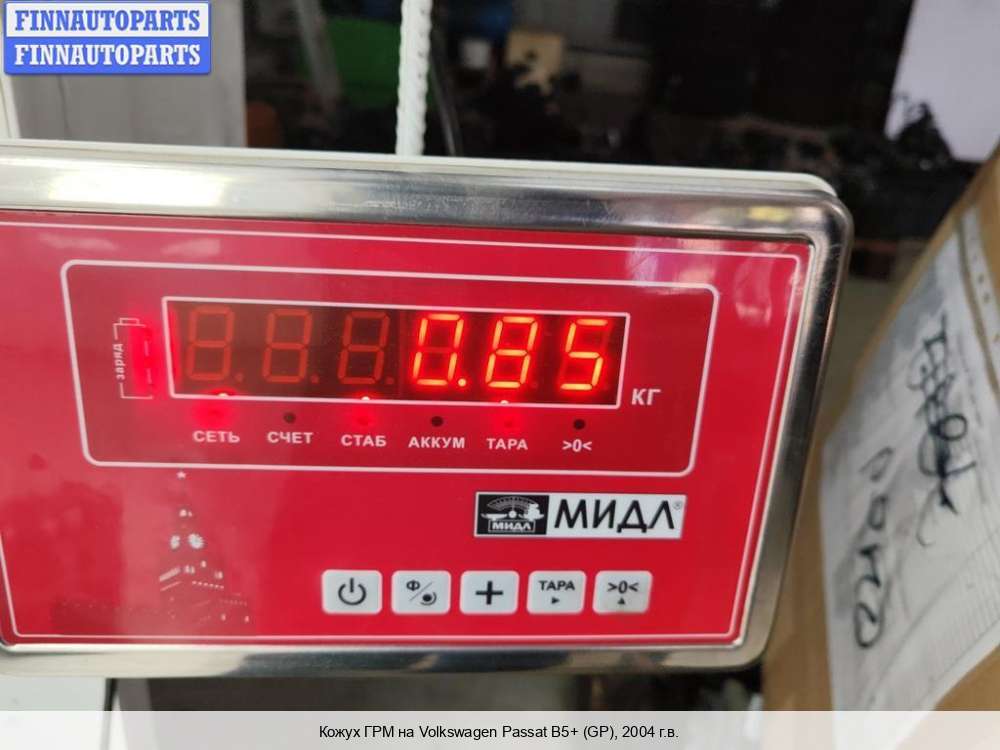 FINNAUTOPARTS
FINNAUTOPARTS
заряд
0.85
КГ
СЕТЬ СЧЕТ СТАБ АККУМ ТАРА >0<
МИДЛ МИДЛ®
Ф ТАРА >0<
Кожух ГРМ на Volkswagen Passat B5+ (GP), 2004 г.в.